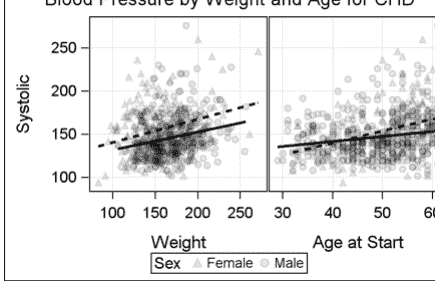 Blood Pressure by Weight and Age for CHD
Systolic
250
200
150
100
100 150 200 250
30 40 50
Weight
Age at Start
Sex Female Male